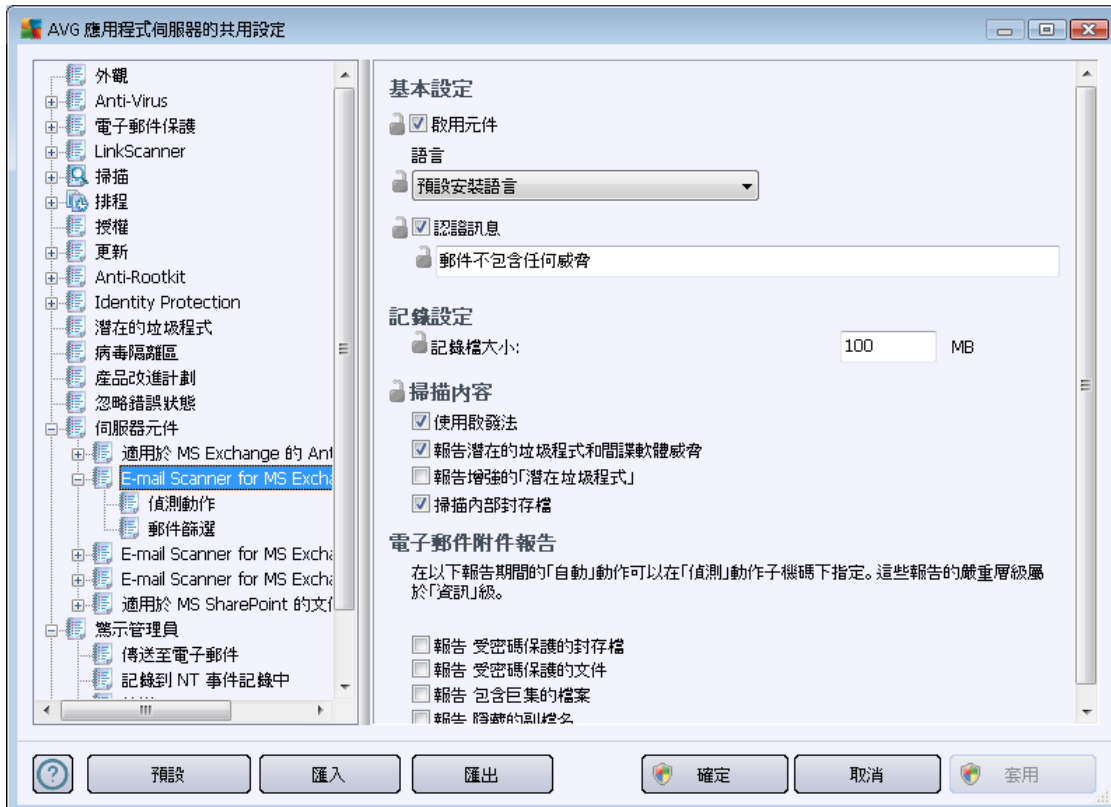 AVG 應用程式伺服器的共用設定
外觀
Anti-Virus
電子郵件保護
LinkScanner
掃描
排程
授權
更新
Anti-Rootkit
Identity Protection
潛在的垃圾程式
病毒隔離區
產品改進計劃
忽略錯誤狀態
伺服器元件
適用於 MS Exchange 的 Ant
E-mail Scanner for MS Excha
偵測動作
郵件篩選
E-mail Scanner for MS Excha
E-mail Scanner for MS Excha
適用於 MS SharePoint 的文件
警示管理員
傳送至電子郵件
記錄到 NT 事件記錄中
基本設定
啟用元件
語言
預設安裝語言
認證訊息
郵件不包含任何威脅
記錄設定
記錄檔大小:
100 MB
掃描內容
使用啟發法
報告潛在的垃圾程式和間諜軟體威脅
報告增強的「潛在垃圾程式」
掃描內部封存檔
電子郵件附件報告
在以下報告期間的「自動」動作可以在「偵測」動作子機碼下指定。這些報告的嚴重層級屬
於「資訊」級。
報告 受密碼保護的封存檔
報告 受密碼保護的文件
報告 包含巨集的檔案
報告 隱藏的副檔名
預設
匯入
匯出
確定
取消
套用